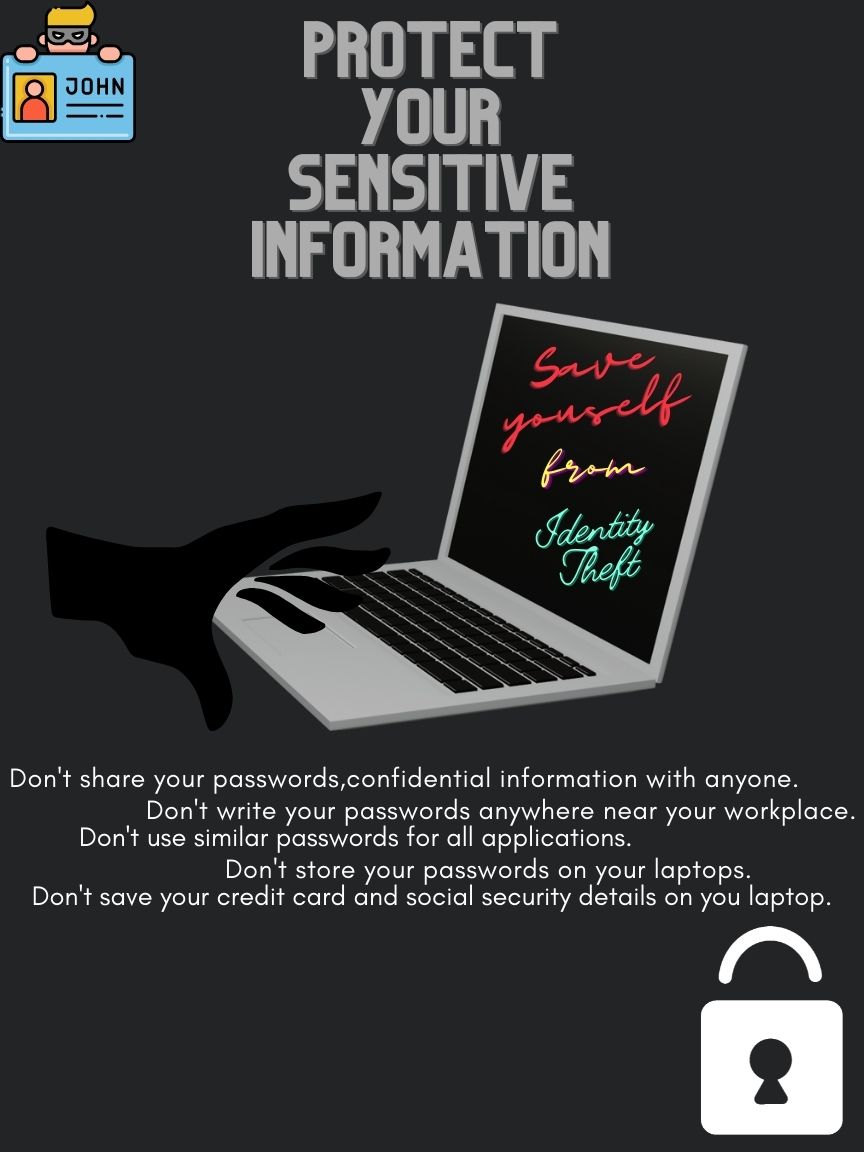 JOHN
PROTECT
YOUR
SENSITIVE
INFORMATION
Save
youself
from
Identity
Theft
Don't share your passwords,confidential information with anyone.
Don't write your passwords anywhere near your workplace.
Don't use similar passwords for all applications.
Don't store your passwords on your laptops.
Don't save your credit card and social security details on you laptop.